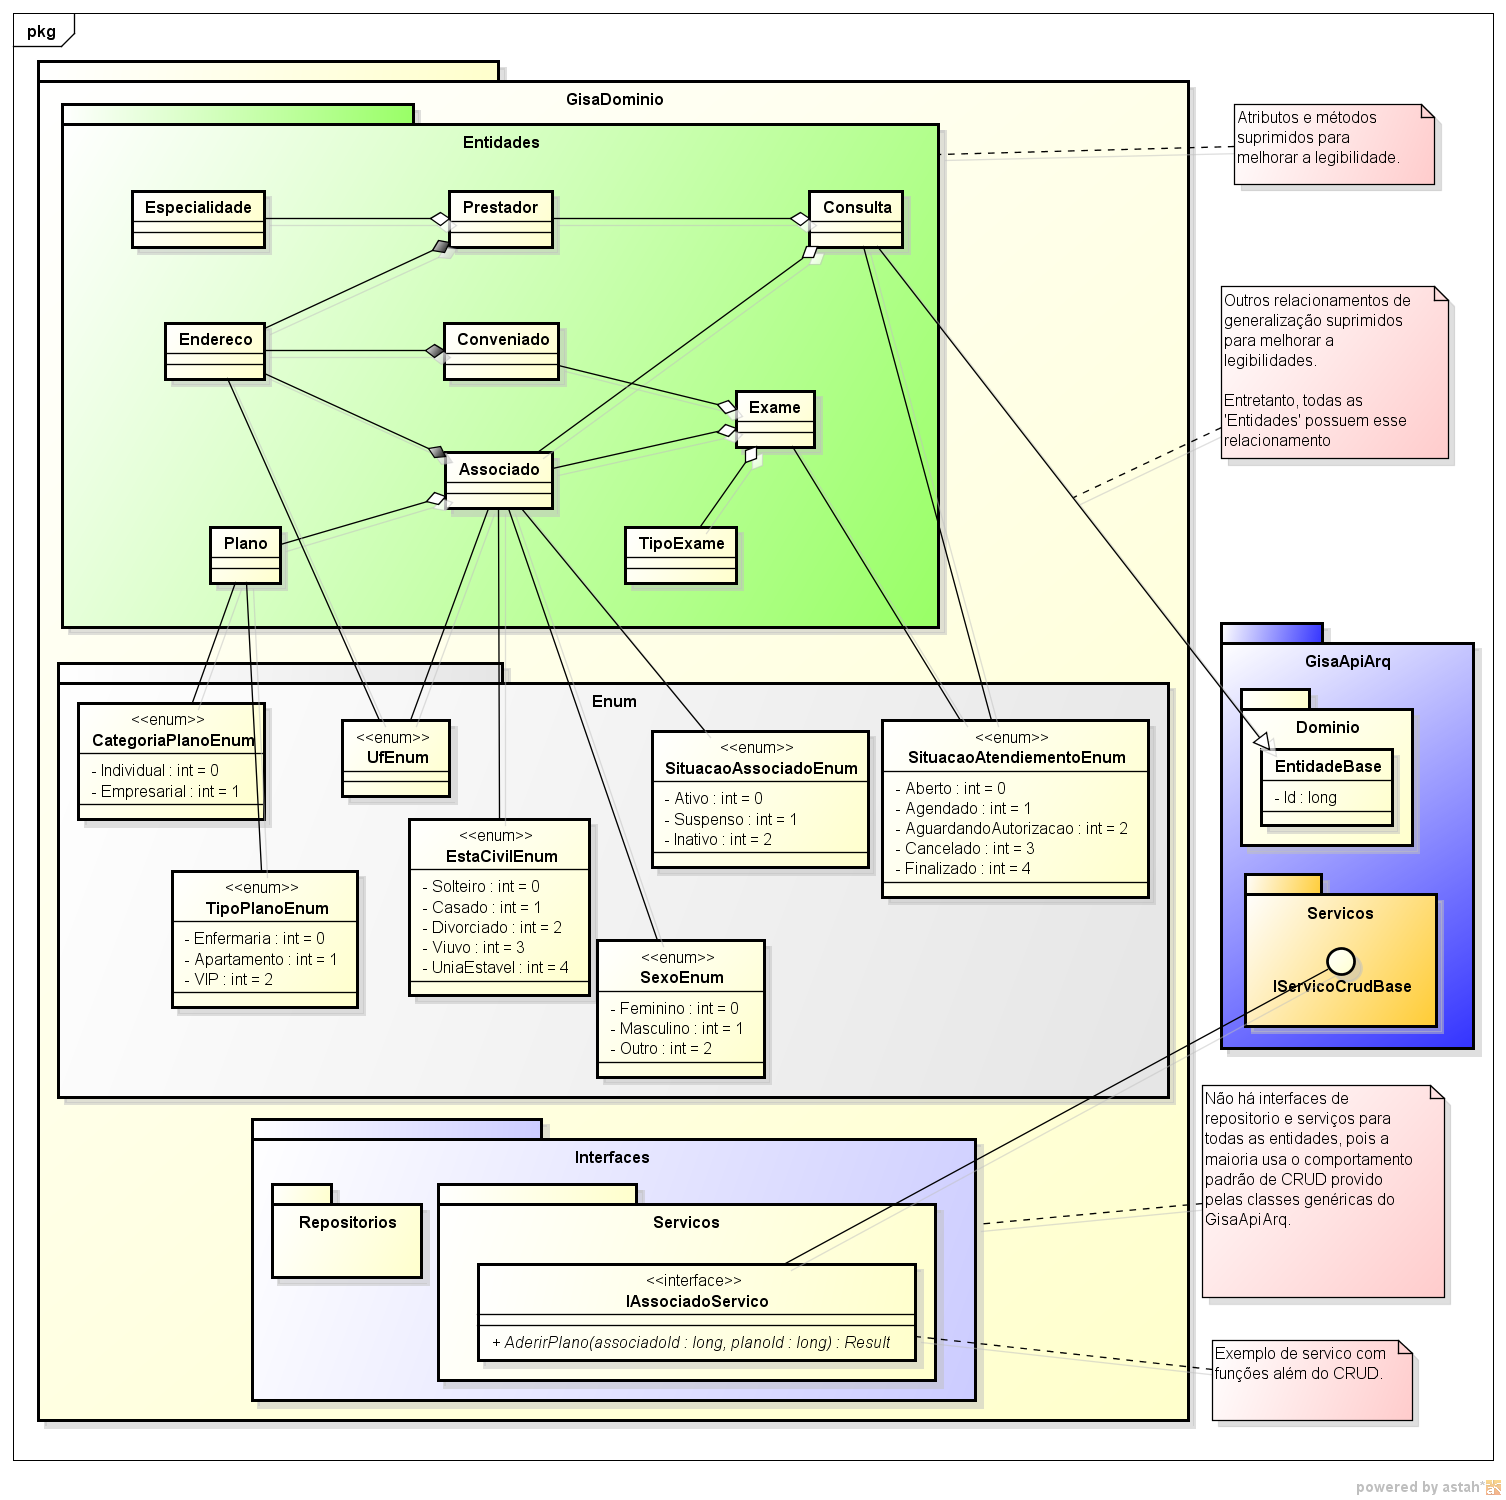 pkg
GisaDominio
Entidades
Especialidade
Prestador
Consulta
Endereco
Conveniado
Exame
Associado
Plano
TipoExame
Atributos e métodos
suprimidos para
melhorar a legibilidade.
Outros relacionamentos de
generalização suprimidos
para melhorar a
legibilidades.
Entretanto, todas as
'Entidades' possuem esse
relacionamento
Enum
<<enum>>
CategoriaPlanoEnum
- Individual : int = 0
- Empresarial : int = 1
<<enum>>
UfEnum
<<enum>>
SituacaoAssociadoEnum
- Ativo : int = 0
- Suspenso : int = 1
- Inativo : int = 2
<<enum>>
SituacaoAtendiementoEnum
- Aberto : int = 0
- Agendado : int = 1
- AguardandoAutorizacao : int = 2
- Cancelado : int = 3
- Finalizado : int = 4
<<enum>>
TipoPlanoEnum
- Enfermaria : int = 0
- Apartamento : int = 1
- VIP : int = 2
<<enum>>
EstaCivilEnum
- Solteiro : int = 0
- Casado : int = 1
- Divorciado : int = 2
- Viuvo : int = 3
- UniaEstavel : int = 4
<<enum>>
SexoEnum
- Feminino : int = 0
- Masculino : int = 1
- Outro : int = 2
GisaApiArq
Dominio
EntidadeBase
- Id : long
Servicos
IServicoCrudBase
Interfaces
Repositorios
Servicos
<<interface>>
IAssociadoServico
+ AderirPlano(associadoId : long, planoId : long) : Result
Não há interfaces de
repositorio e serviços para
todas as entidades, pois a
maioria usa o comportamento
padrão de CRUD provido
pelas classes genéricas do
GisaApiArq.
Exemplo de servico com
funções além do CRUD.
powered by astah*